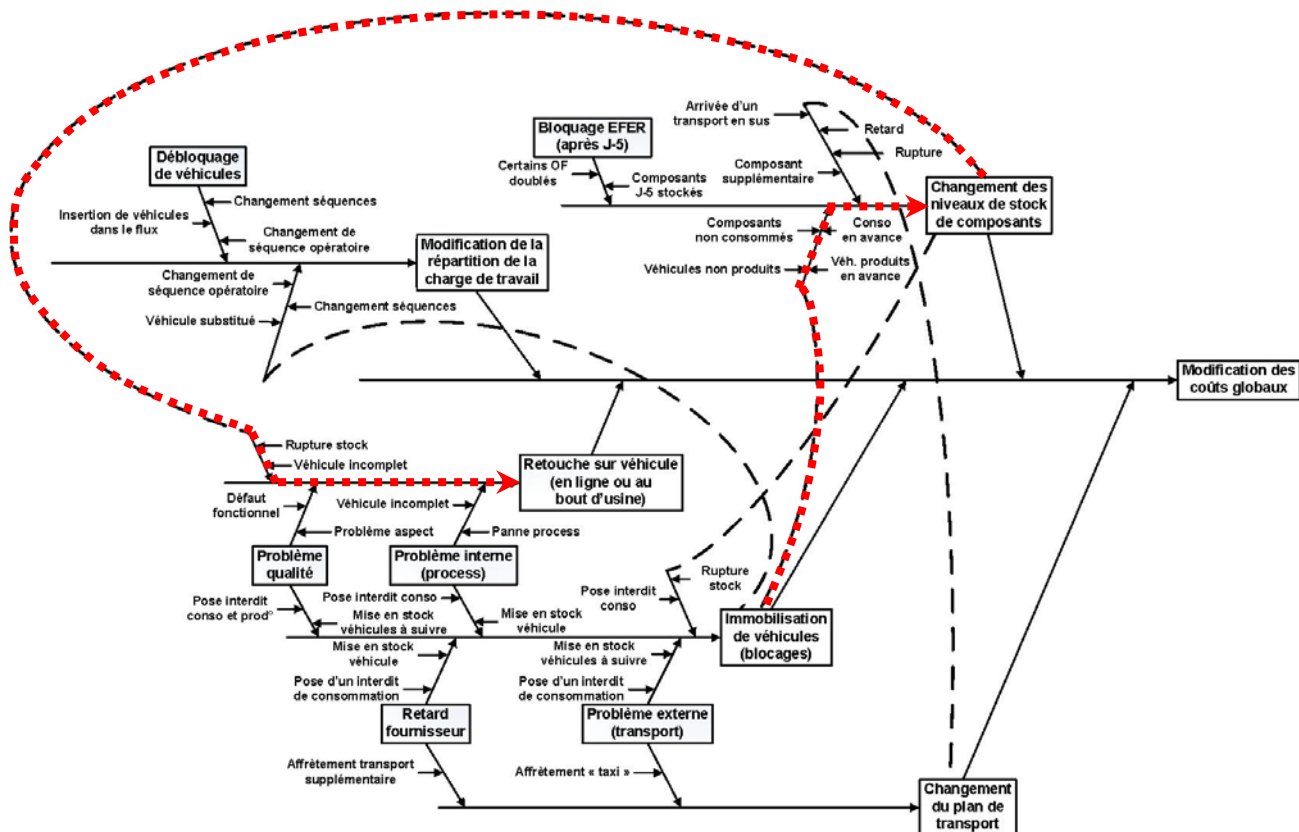 Arrivée d'un
transport en sus
Retard
Rupture
Composant
supplémentaire
Bloquage EFER
(après J-5)
Certains OF
doublés
Composants
J-5 stockés
Débloquage
de véhicules
Changement séquences
Insertion de véhicules
dans le flux
Changement de
séquence opératoire
Changement des
niveaux de stock
de composants
Composants
non consommés
Conso
en avance
Véhicules non produits
Véh. produits
en avance
Modification de la
répartition de la
charge de travail
Changement de
séquence opératoire
Changement séquences
Véhicule substitué
Modification des
coûts globaux
Rupture stock
Véhicule incomplet
Retouche sur véhicule
(en ligne ou au
bout d'usine)
Défaut
fonctionnel
Véhicule incomplet
Problème aspect
Panne process
Problème
qualité
Problème interne
(process)
Rupture
stock
Pose interdit
conso
Pose interdit
conso et prod°
Pose interdit conso
Mise en stock
véhicules à suivre
Mise en stock
véhicule
Immobilisation
de véhicules
(blocages)
Mise en stock
véhicule
Mise en stock
véhicules à suivre
Pose d'un interdit
de consommation
Pose d'un interdit
de consommation
Retard
fournisseur
Problème externe
(transport)
Affrètement transport
supplémentaire
Affrètement « taxi »
Changement
du plan de
transport